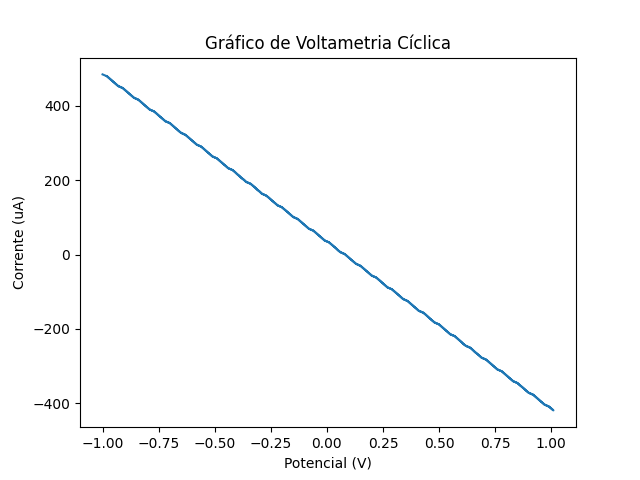 Gráfico de Voltametria Cíclica
400
200
0
−200
−400
Corrente (uA)
−1.00 −0.75 −0.50 −0.25 0.00 0.25 0.50 0.75 1.00
Potencial (V)